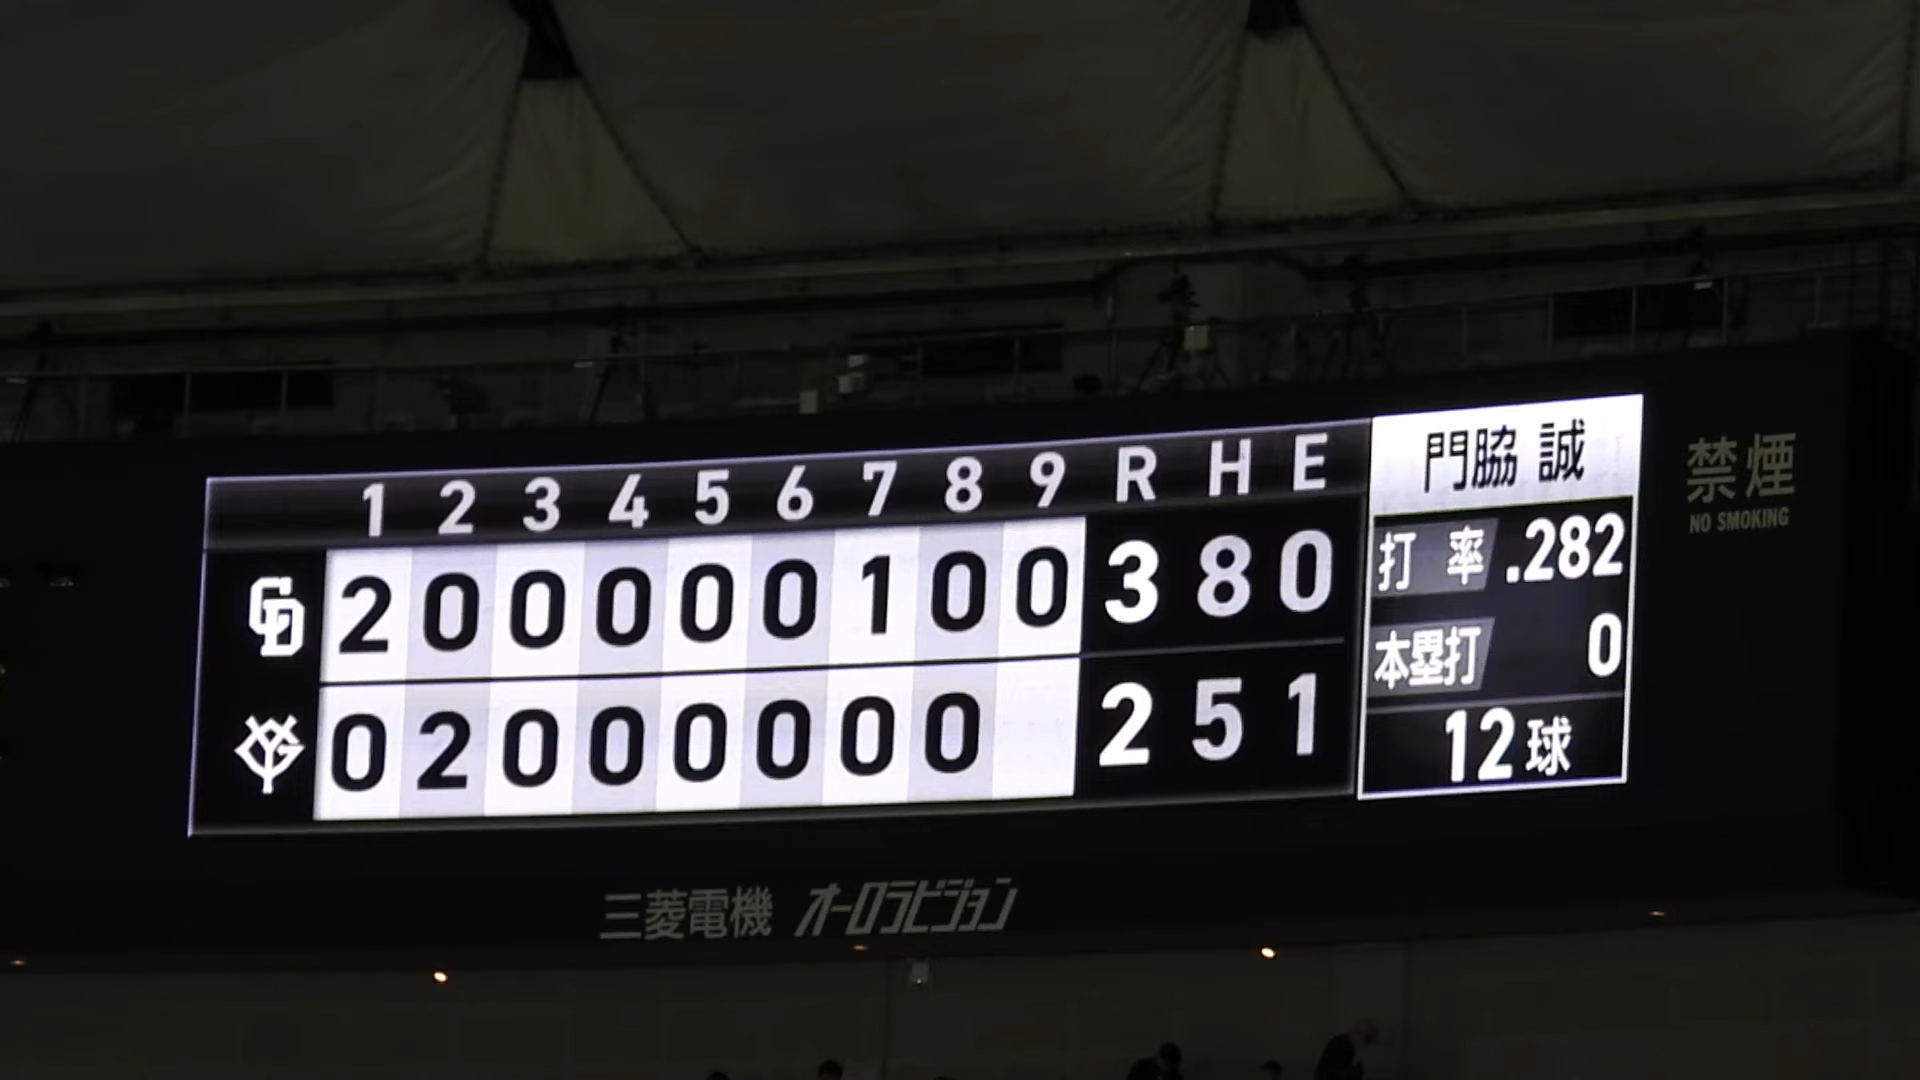 1 2 3 4 5 6 7 8 9 R H E
CD 2 0 0 0 0 0 1 0 0 3 8 0
YG 0 2 0 0 0 0 0 0 2 5 1
門脇 誠
打 率 .282
本塁打 0
12球
禁煙
NO SMOKING
三菱電機 オーロラビジョン